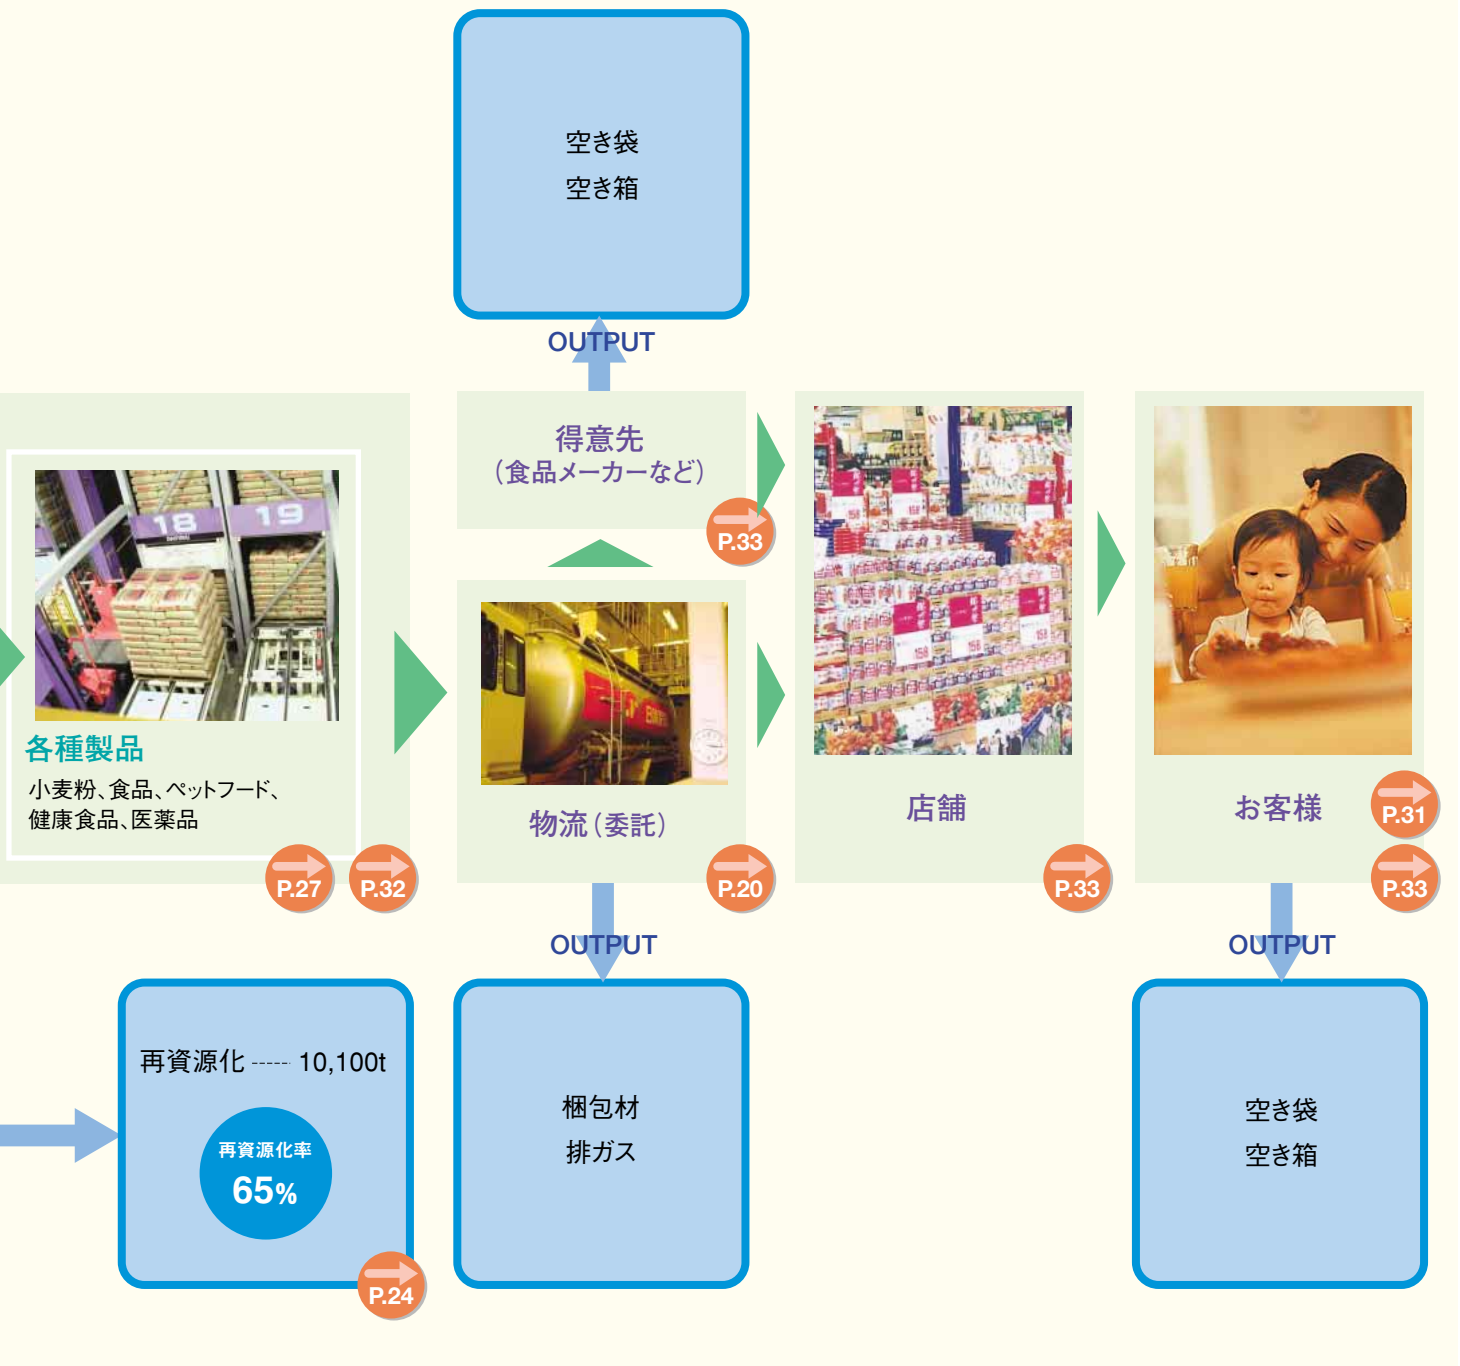 空き袋
空き箱
OUTPUT
得意先
（食品メーカーなど）
P.33
18
19
各種製品
小麦粉、食品、ペットフード、
健康食品、医薬品
P.27
P.32
物流（委託）
P.20
158
158
158
158
店舗
P.33
お客様
P.31
P.33
OUTPUT
OUTPUT
再資源化 ------ 10,100t
再資源化率
65%
P.24
梱包材
排ガス
空き袋
空き箱